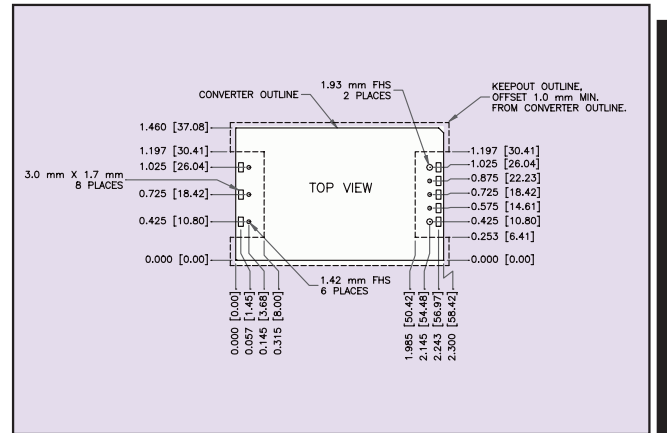 1.93 mm FHS
2 PLACES
CONVERTER OUTLINE
KEEPOUT OUTLINE,
OFFSET 1.0 mm MIN.
FROM CONVERTER OUTLINE.
1.460 [37.08]
1.197 [30.41]
1.025 [26.04]
3.0 mm X 1.7 mm
8 PLACES
0.725 [18.42]
0.425 [10.80]
0.000 [0.00]
TOP VIEW
1.197 [30.41]
1.025 [26.04]
0.875 [22.23]
0.725 [18.42]
0.575 [14.61]
0.425 [10.80]
0.253 [6.41]
0.000 [0.00]
1.42 mm FHS
6 PLACES
0.000 [0.00]
0.057 [1.45]
0.145 [3.68]
0.315 [8.00]
1.985 [50.42]
2.145 [54.48]
2.243 [56.97]
2.300 [58.42]